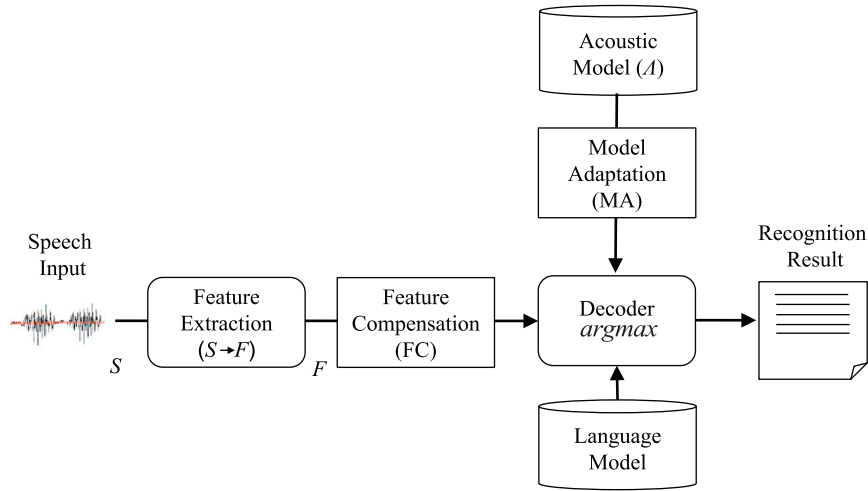 Acoustic
Model (Λ)
Model
Adaptation
(MA)
Speech
Input
Recognition
Result
Feature
Extraction
(S→F)
Feature
Compensation
(FC)
Decoder
argmax
S
F
Language
Model